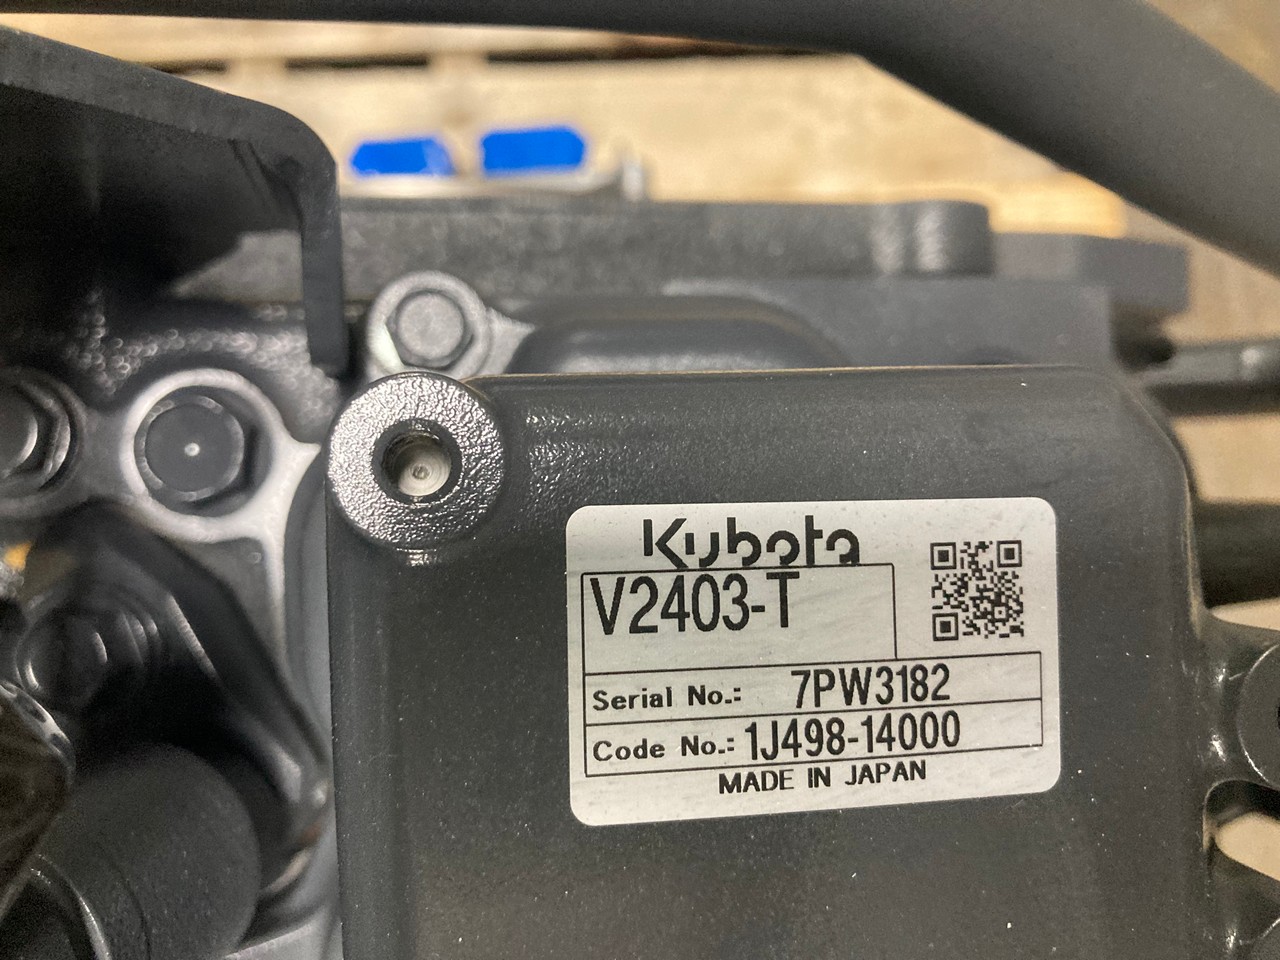 Kubota
V2403-T
Serial No.: 7PW3182
Code No.: 1J498-14000
MADE IN JAPAN